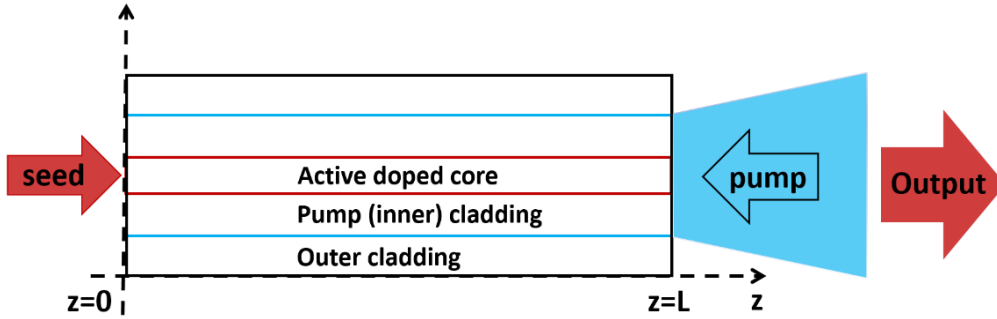 seed
Active doped core
Pump (inner) cladding
Outer cladding
pump
Output
z=0
z=L
z